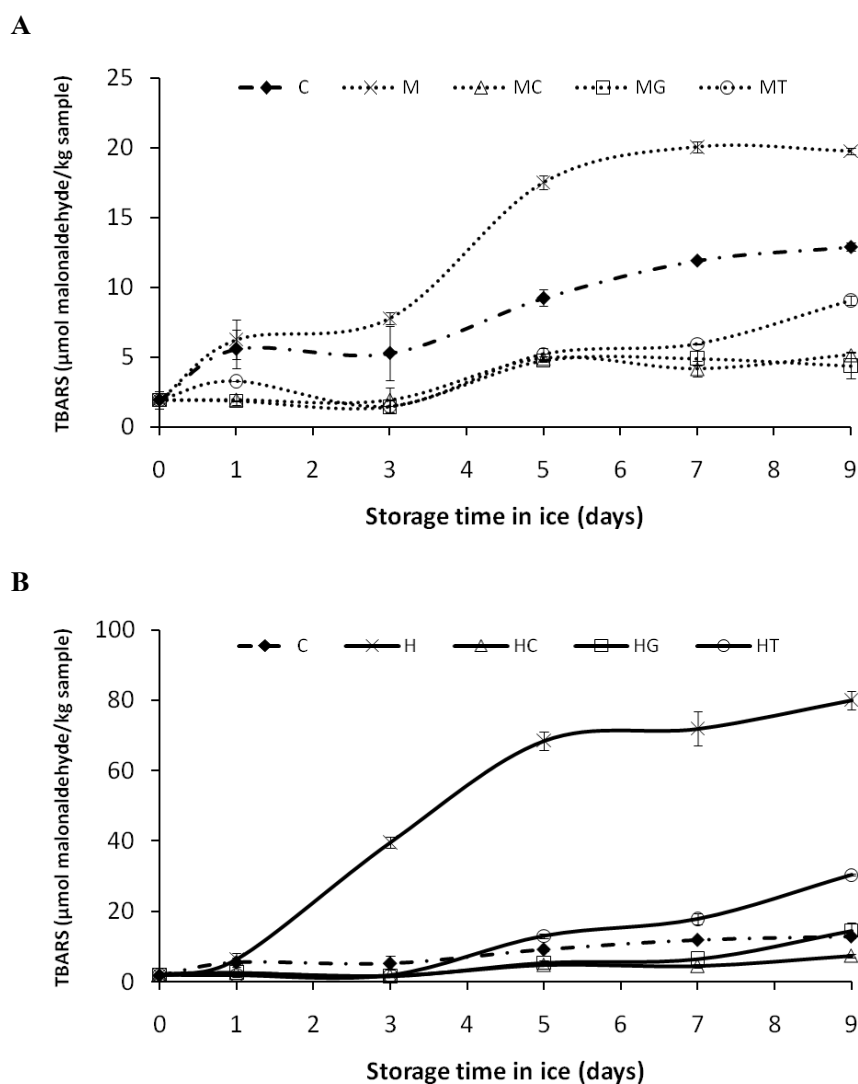 A
25
20
15
10
5
0
C M MC MG MT
TBARS (µmol malonaldehyde/kg sample)
0 1 2 3 4 5 6 7 8 9
Storage time in ice (days)
B
100
80
60
40
20
0
C H HC HG HT
TBARS (µmol malonaldehyde/kg sample)
0 1 2 3 4 5 6 7 8 9
Storage time in ice (days)